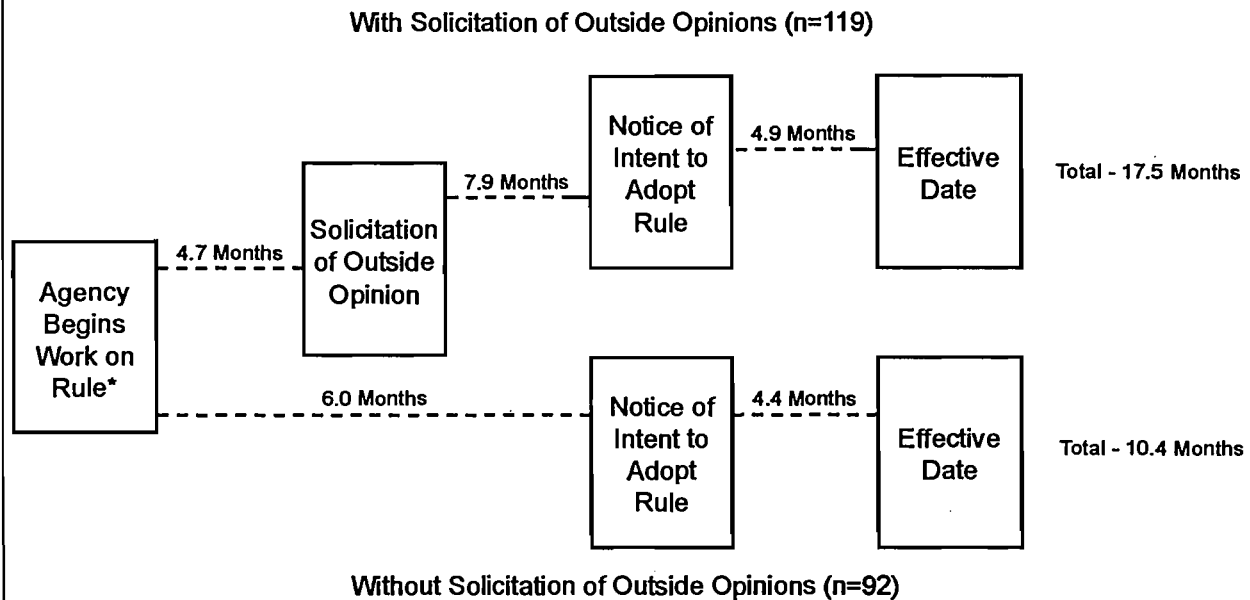 With Solicitation of Outside Opinions (n=119)
Agency
Begins
Work on
Rule*
4.7 Months
Solicitation
of Outside
Opinion
7.9 Months
Notice of
Intent to
Adopt
Rule
4.9 Months
Effective
Date
Total - 17.5 Months
6.0 Months
Notice of
Intent to
Adopt
Rule
4.4 Months
Effective
Date
Total - 10.4 Months
Without Solicitation of Outside Opinions (n=92)